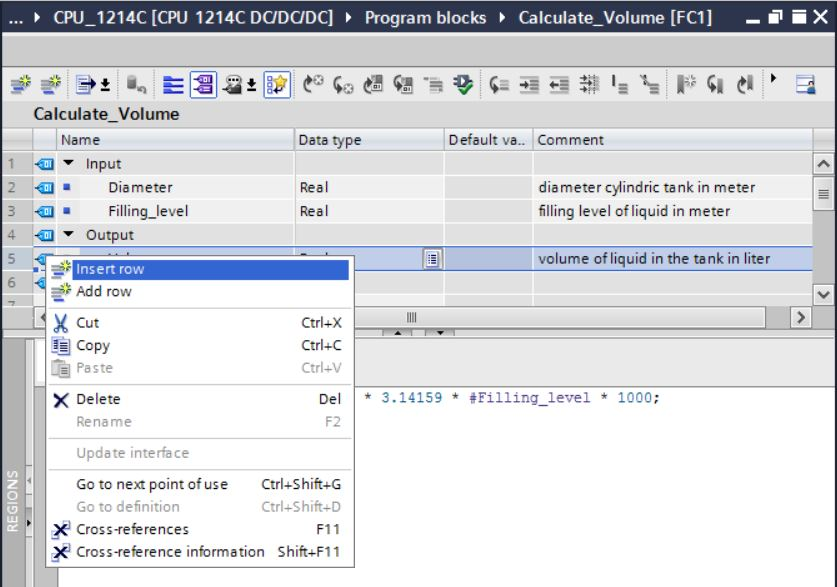 ... ▸ CPU_1214C [CPU 1214C DC/DC/DC] ▸ Program blocks ▸ Calculate_Volume [FC1]
Calculate_Volume
Name Data type Default va.. Comment
1 Input
2 Diameter Real diameter cylindric tank in meter
3 Filling_level Real filling level of liquid in meter
4 Output
5 volume of liquid in the tank in liter
6
7
Insert row
Add row
Cut Ctrl+X
Copy Ctrl+C
Paste Ctrl+V
Delete Del
Rename F2
Update interface
Go to next point of use Ctrl+Shift+G
Go to definition Ctrl+Shift+D
Cross-references F11
Cross-reference information Shift+F11
* 3.14159 * #Filling_level * 1000;
REGIONS